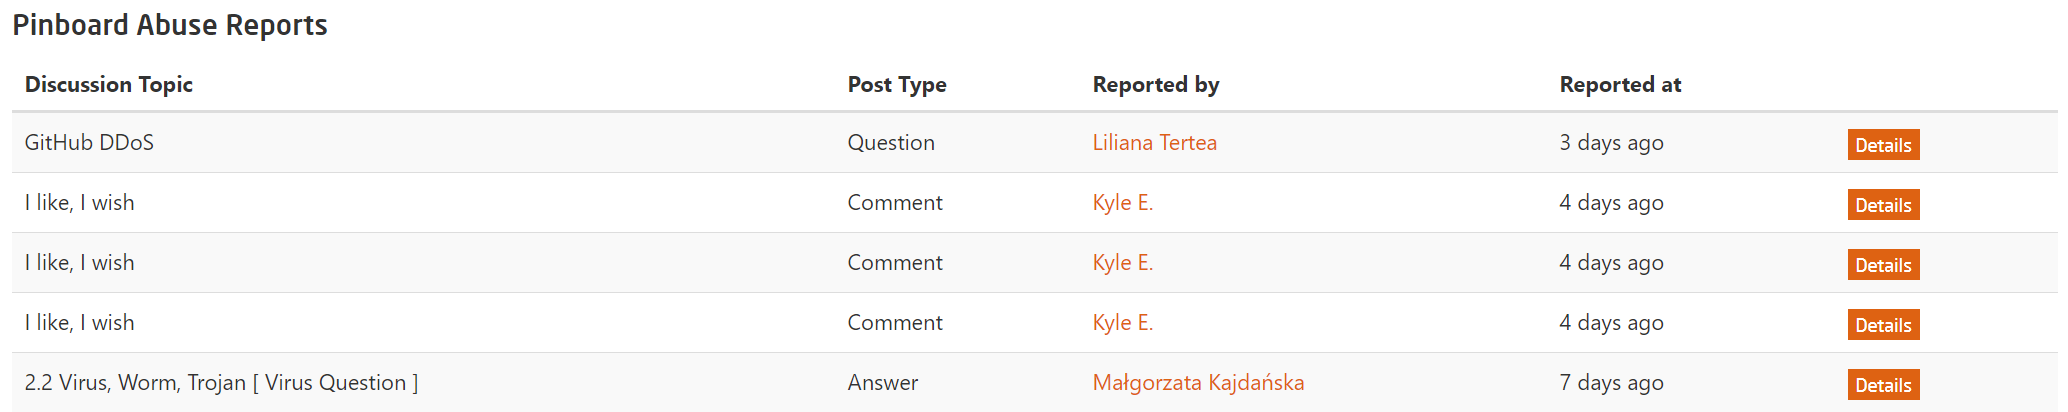 Pinboard Abuse Reports
Discussion Topic Post Type Reported by Reported at
GitHub DDoS Question Liliana Tertea 3 days ago Details
I like, I wish Comment Kyle E. 4 days ago Details
I like, I wish Comment Kyle E. 4 days ago Details
I like, I wish Comment Kyle E. 4 days ago Details
2.2 Virus, Worm, Trojan [ Virus Question ] Answer Małgorzata Kajdańska 7 days ago Details